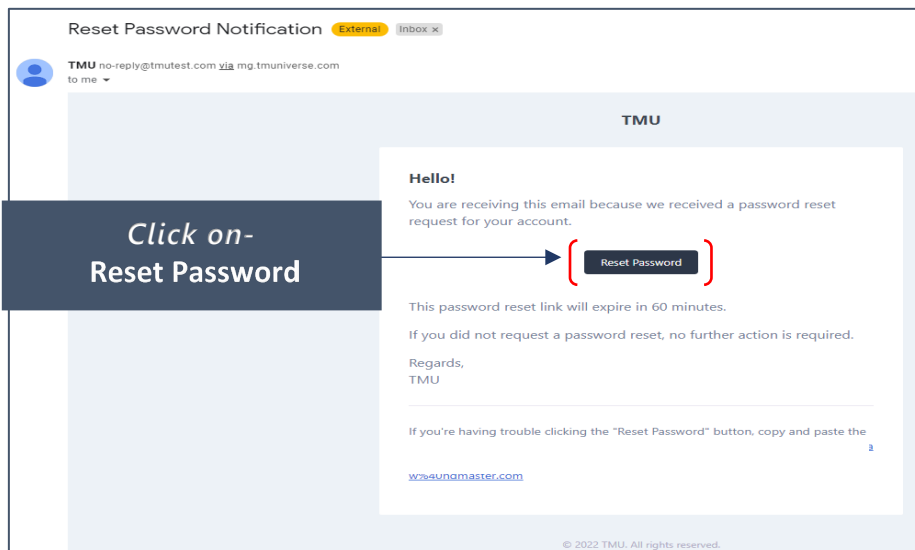 Reset Password Notification External Inbox x
TMU no-reply@tmutest.com via mg.tmuniverse.com
to me
TMU
Hello!
You are receiving this email because we received a password reset
request for your account.
Click on-
Reset Password
Reset Password
This password reset link will expire in 60 minutes.
If you did not request a password reset, no further action is required.
Regards,
TMU
If you're having trouble clicking the "Reset Password" button, copy and paste the
a
w%40ndmaster.com
© 2022 TMU. All rights reserved.